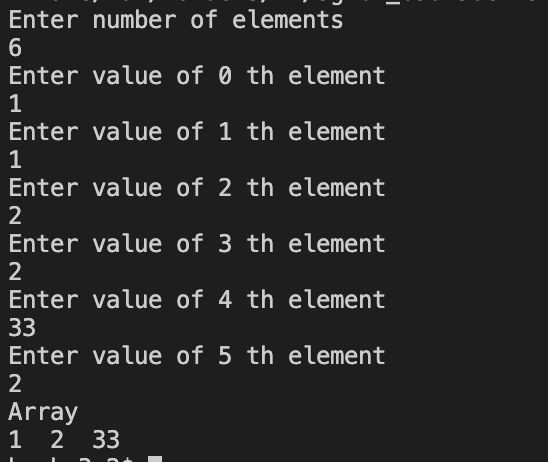 Enter number of elements
6
Enter value of 0 th element
1
Enter value of 1 th element
1
Enter value of 2 th element
2
Enter value of 3 th element
2
Enter value of 4 th element
33
Enter value of 5 th element
2
Array
1  2  33